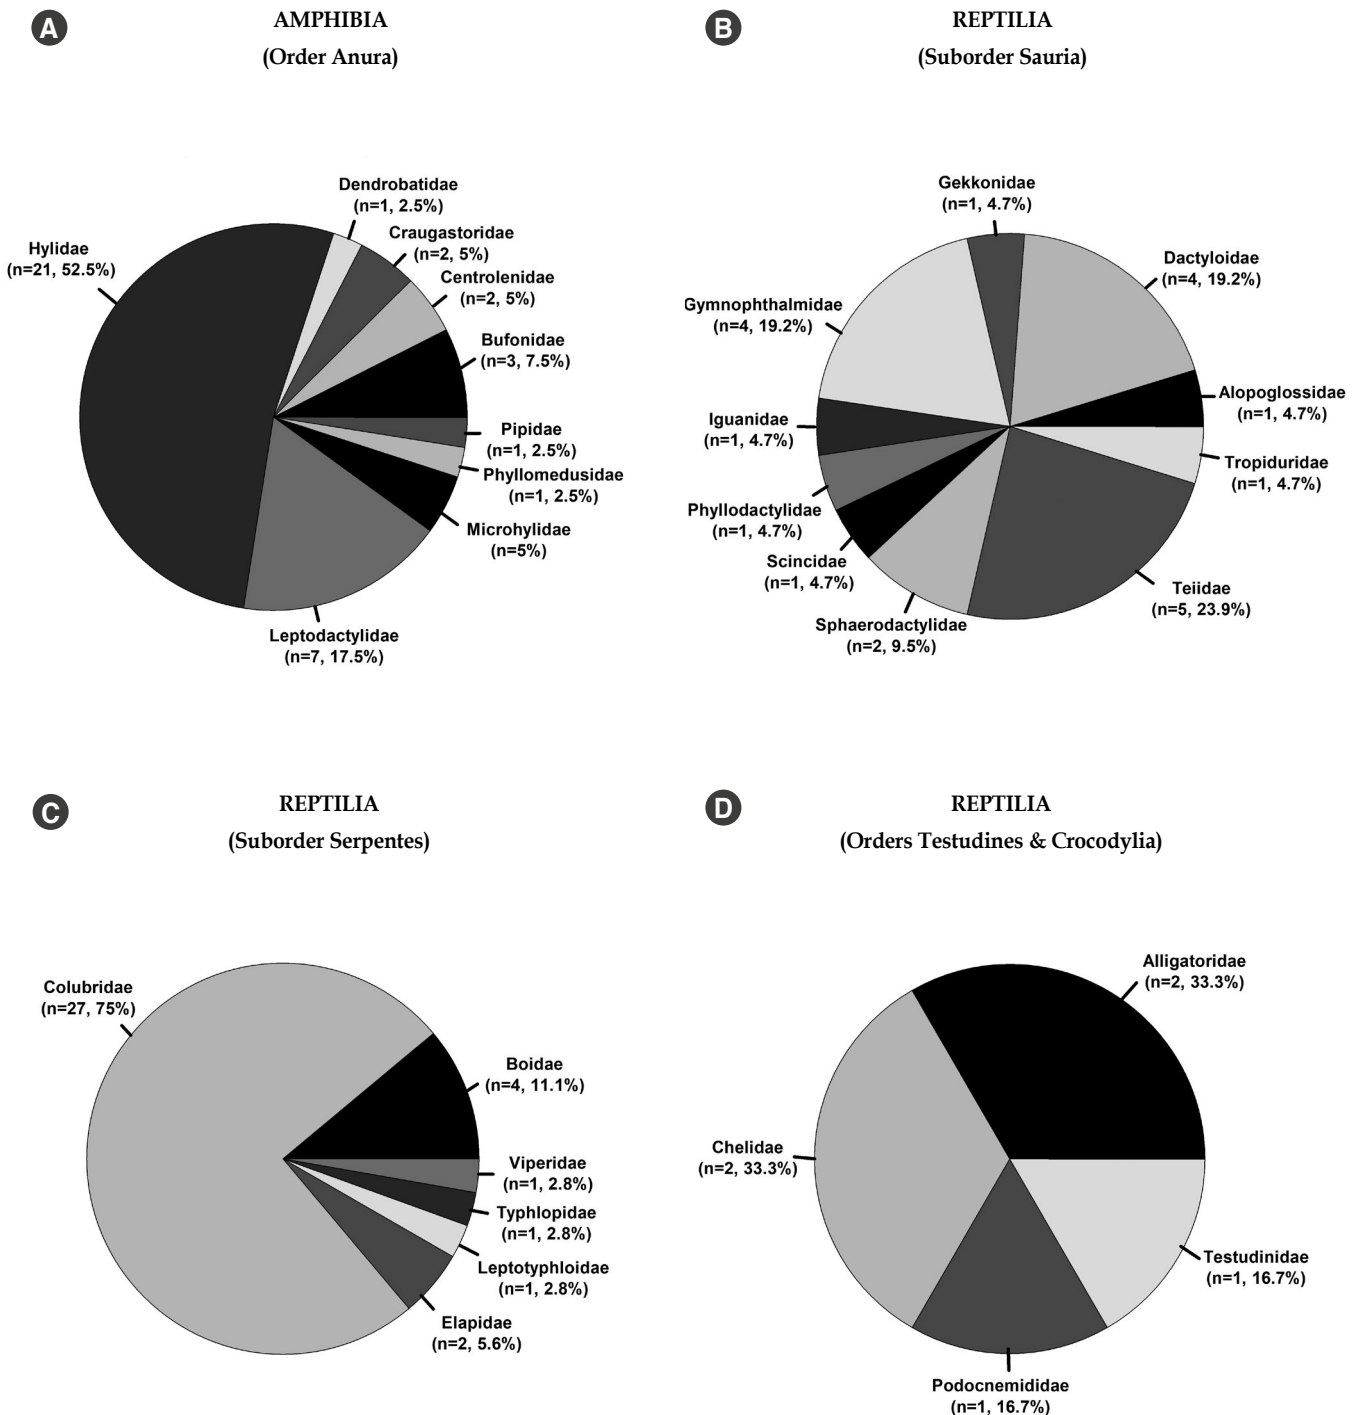 A
AMPHIBIA
(Order Anura)
Dendrobatidae
(n=1, 2.5%)
Craugastoridae
(n=2, 5%)
Hylidae
(n=21, 52.5%)
Centrolenidae
(n=2, 5%)
Bufonidae
(n=3, 7.5%)
Pipidae
(n=1, 2.5%)
Phyllomedusidae
(n=1, 2.5%)
Microhylidae
(n=5%)
Leptodactylidae
(n=7, 17.5%)
B
REPTILIA
(Suborder Sauria)
Gekkonidae
(n=1, 4.7%)
Dactyloidae
(n=4, 19.2%)
Gymnophthalmidae
(n=4, 19.2%)
Alopoglossidae
(n=1, 4.7%)
Iguanidae
(n=1, 4.7%)
Tropiduridae
(n=1, 4.7%)
Phyllodactylidae
(n=1, 4.7%)
Scincidae
(n=1, 4.7%)
Teiidae
(n=5, 23.9%)
Sphaerodactylidae
(n=2, 9.5%)
C
REPTILIA
(Suborder Serpentes)
Colubridae
(n=27, 75%)
Boidae
(n=4, 11.1%)
Viperidae
(n=1, 2.8%)
Typhlopidae
(n=1, 2.8%)
Leptotyphloidae
(n=1, 2.8%)
Elapidae
(n=2, 5.6%)
D
REPTILIA
(Orders Testudines & Crocodylia)
Alligatoridae
(n=2, 33.3%)
Chelidae
(n=2, 33.3%)
Testudinidae
(n=1, 16.7%)
Podocnemididae
(n=1, 16.7%)